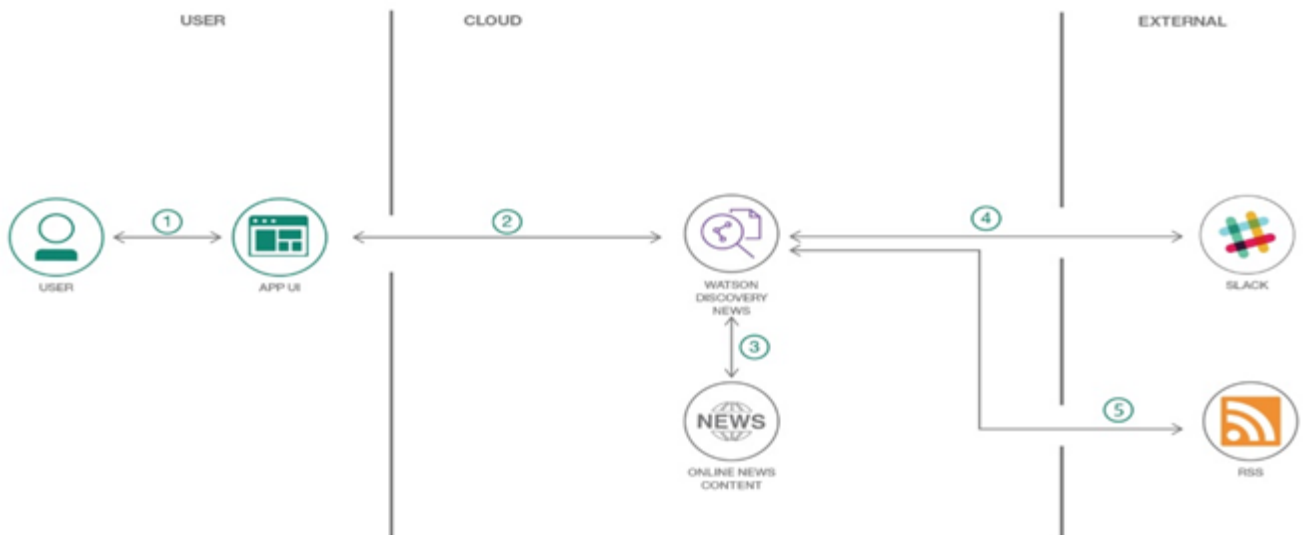 USER
CLOUD
EXTERNAL
1
2
4
USER
APP UI
WATSON
DISCOVERY
NEWS
SLACK
3
NEWS
5
ONLINE NEWS
CONTENT
RSS